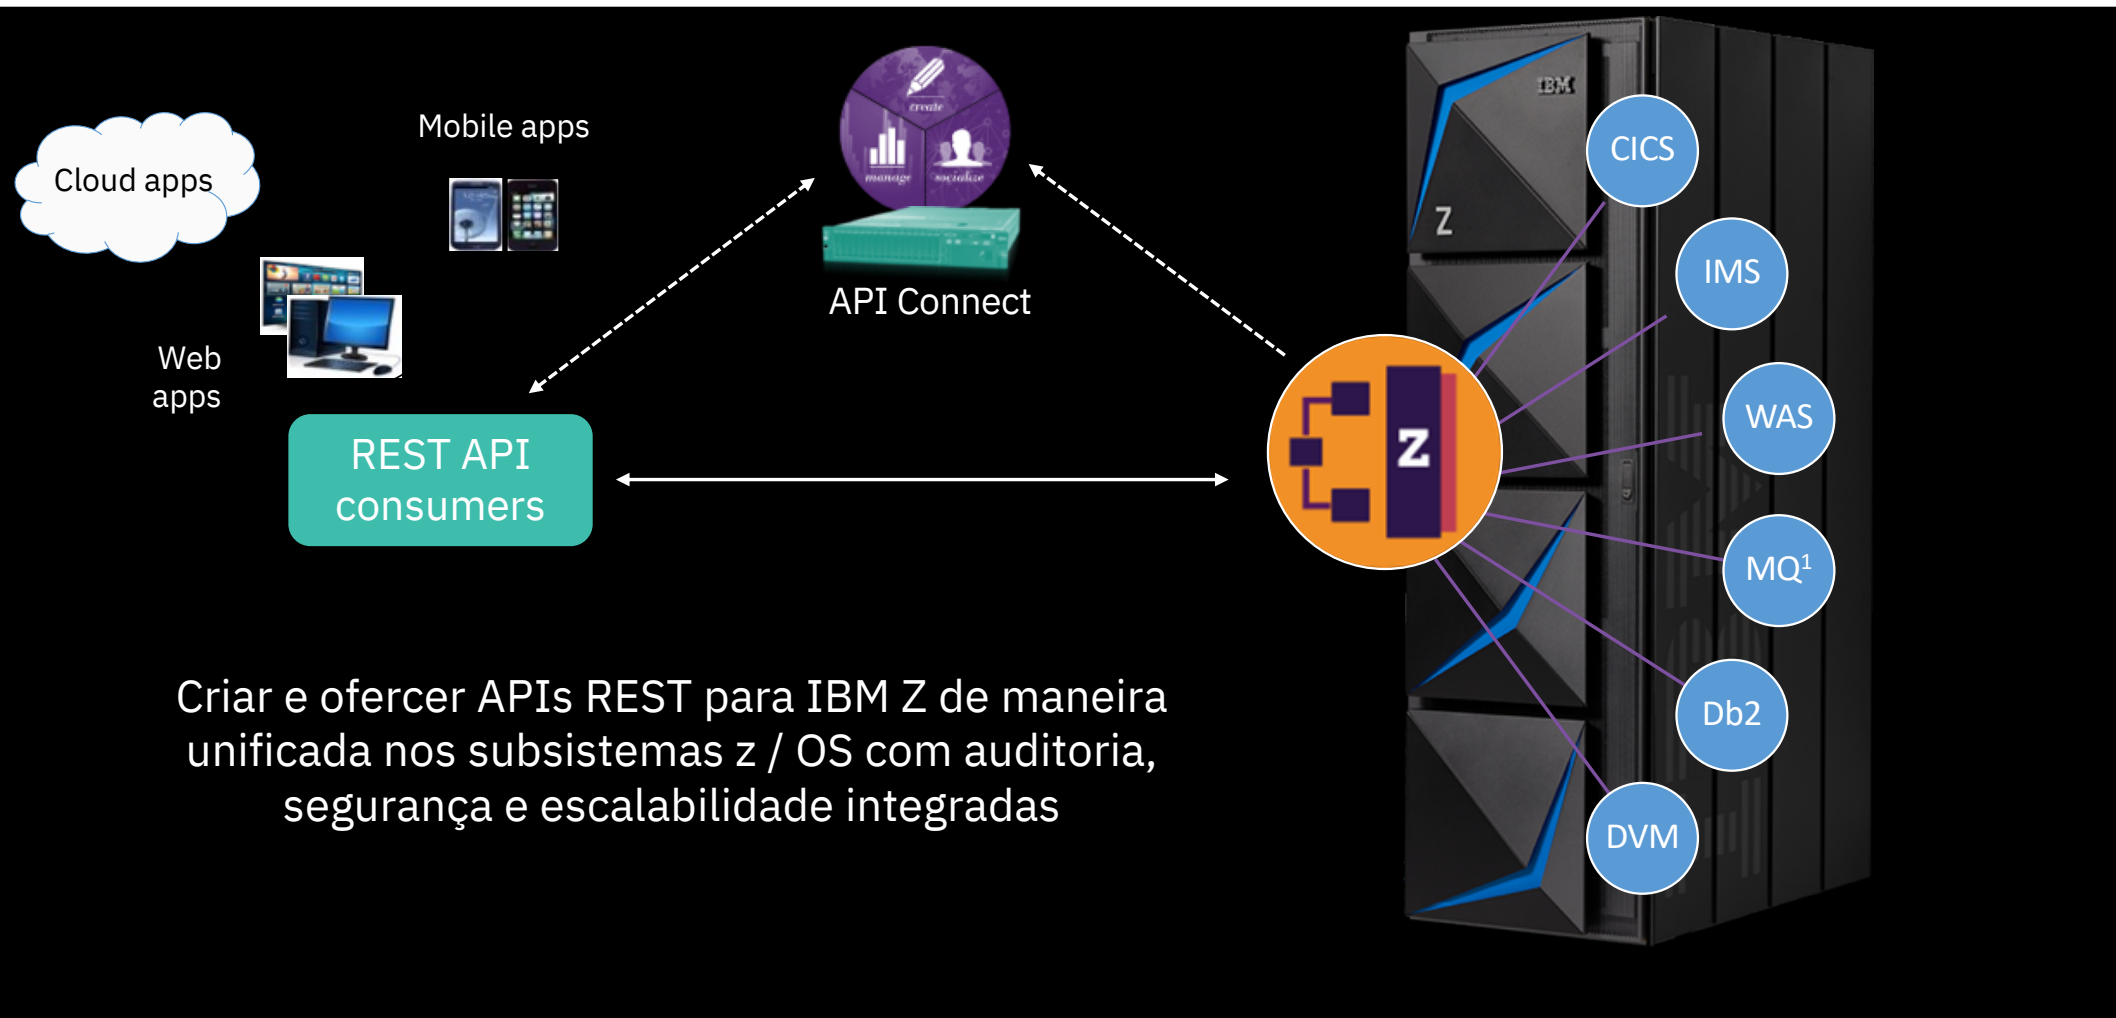 Cloud apps
Mobile apps
Web
apps
REST API
consumers
create
manage
socialize
API Connect
IBM
Z
Z
CICS
IMS
WAS
MQ¹
Db2
DVM
Criar e ofercer APIs REST para IBM Z de maneira
unificada nos subsistemas z / OS com auditoria,
segurança e escalabilidade integradas